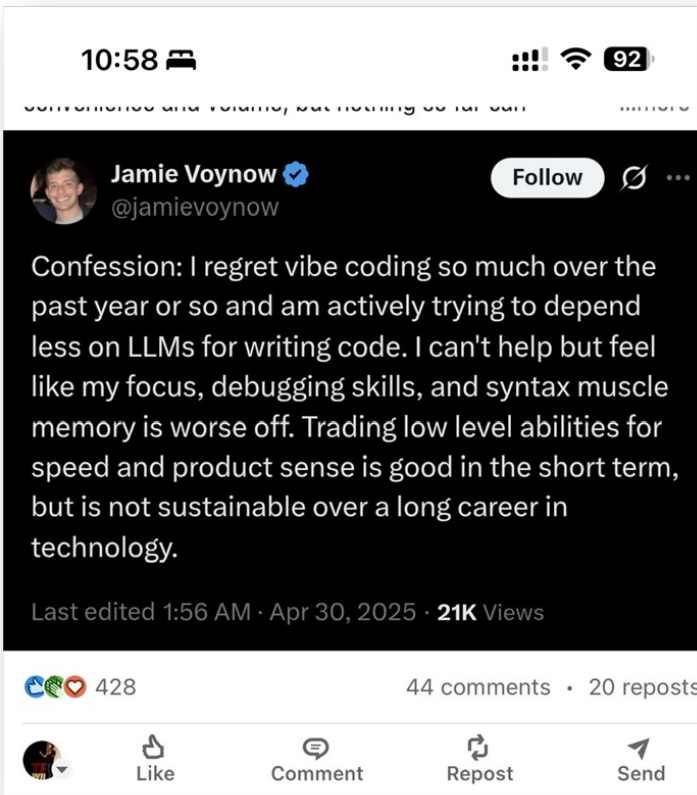 10:58
92
Jamie Voynow
@jamievoynow
Follow
Confession: I regret vibe coding so much over the
past year or so and am actively trying to depend
less on LLMs for writing code. I can't help but feel
like my focus, debugging skills, and syntax muscle
memory is worse off. Trading low level abilities for
speed and product sense is good in the short term,
but is not sustainable over a long career in
technology.
Last edited 1:56 AM · Apr 30, 2025 · 21K Views
428
44 comments • 20 reposts
Like
Comment
Repost
Send